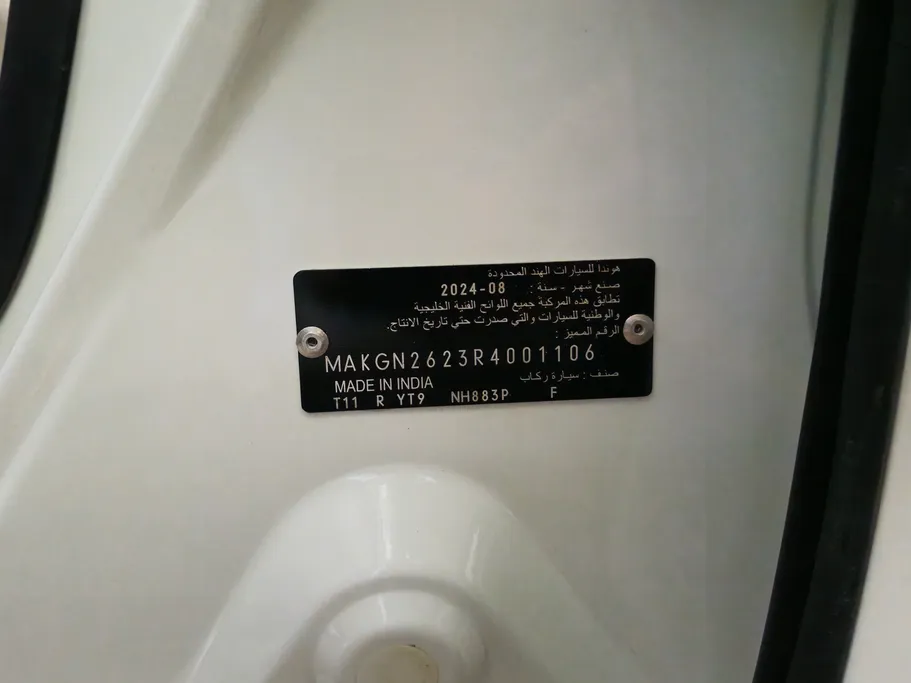 هوندا للسيارات الهند المحدودة
صنع شهر - سنة : 2024-08
تطابق هذه المركبة جميع اللوائح الفنية الخليجية
والوطنية للسيارات والتي صدرت حتي تاريخ الانتاج.
الرقم المميز :
MAKGN2623R4001106
صنف : سيارة ركاب
MADE IN INDIA
T11 R YT9 NH883P F